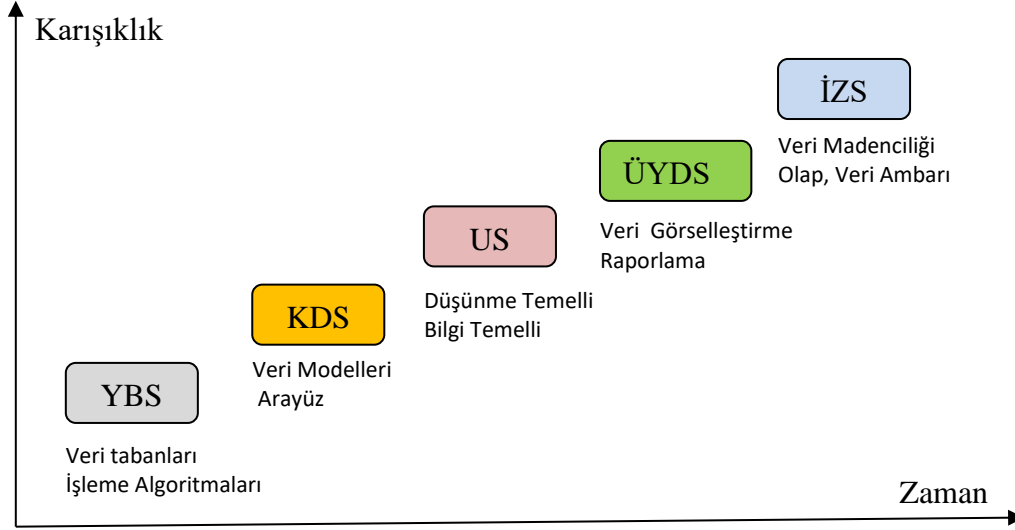 Karışıklık
İZS
Veri Madenciliği
Olap, Veri Ambarı
ÜYDS
Veri Görselleştirme
Raporlama
US
Düşünme Temelli
Bilgi Temelli
KDS
Veri Modelleri
Arayüz
YBS
Veri tabanları
İşleme Algoritmaları
Zaman